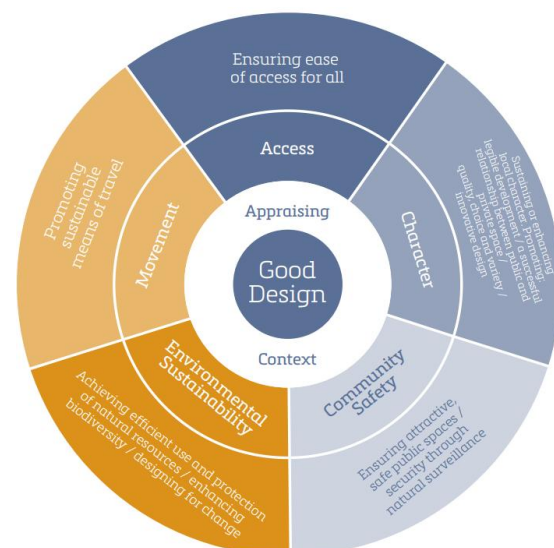 Ensuring ease
of access for all
Access
Sustaining or enhancing
local character. Promoting:
legible development / a successful
relationship between public and
private space /
quality, choice and variety /
innovative design
Character
Ensuring attractive,
safe public spaces /
security through
natural surveillance
Community
Safety
Achieving efficient use and protection
of natural resources / enhancing
biodiversity / designing for change
Environmental
Sustainability
Promoting
sustainable
means of travel
Movement
Appraising
Good
Design
Context